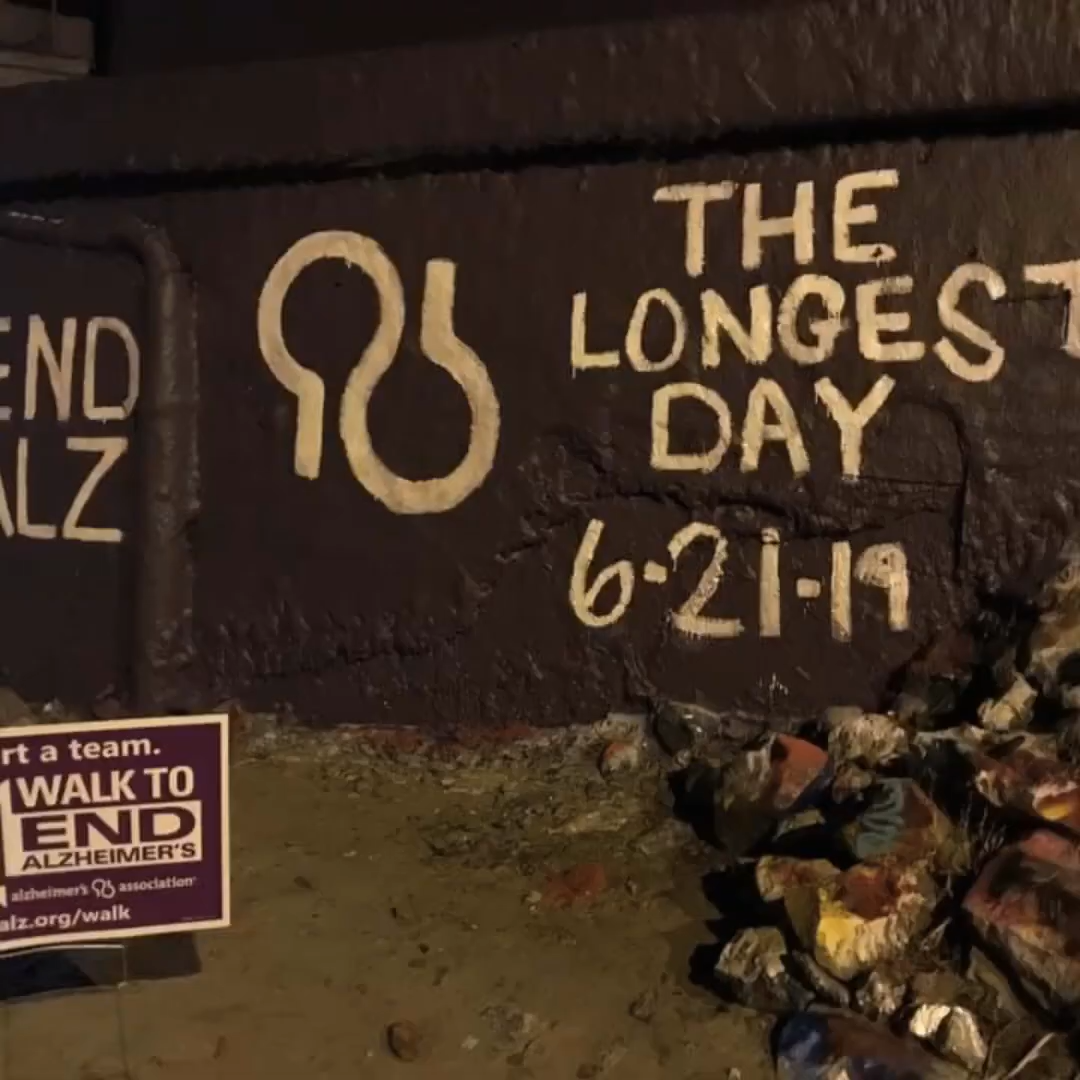 END
ALZ
THE
LONGEST
DAY
6-21-19
rt a team.
WALK TO
END
ALZHEIMER'S
alzheimer's association
alz.org/walk